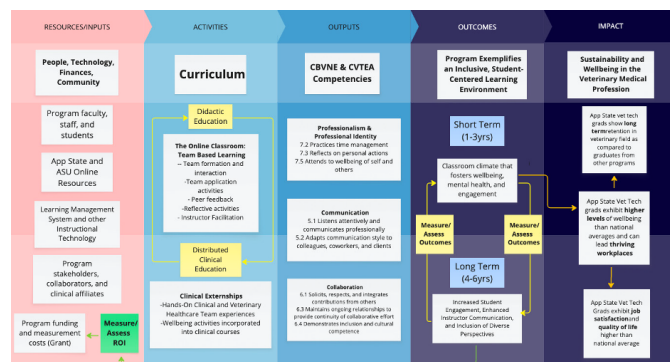 RESOURCES/INPUTS
ACTIVITIES
OUTPUTS
OUTCOMES
IMPACT
People, Technology,
Finances,
Community
Program faculty,
staff, and
students
App State and
ASU Online
Resources
Learning Management
System and other
Instructional
Technology
Program
stakeholders,
collaborators, and
clinical affiliates
Program funding
and measurement
costs (Grant)
Measure/
Assess
ROI
Curriculum
Didactic
Education
The Online Classroom:
Team Based Learning
-- Team formation and
interaction
-Team application
activities
- Peer feedback
-Reflective activities
- Instructor Facilitation
Distributed
Clinical
Education
Clinical Externships
-Hands-On Clinical and Veterinary
Healthcare Team experiences
-Wellbeing activities incorporated
into clinical courses
CBVNE & CVTEA
Competencies
Professionalism &
Professional Identity
7.2 Practices time management
7.3 Reflects on personal actions
7.5 Attends to wellbeing of self and
others
Communication
5.1 Listens attentively and
communicates professionally
5.2 Adapts communication style to
colleagues, coworkers, and clients
Collaboration
6.1 Solicits, respects, and integrates
contributions from others
6.3 Maintains ongoing relationships to
provide continuity of collaborative effort
6.4 Demonstrates inclusion and cultural
competence
Program Exemplifies
an Inclusive, Student-
Centered Learning
Environment
Short Term
(1-3yrs)
Classroom climate that
fosters wellbeing,
mental health, and
engagement
Measure/
Assess
Outcomes
Measure/
Assess
Outcomes
Long Term
(4-6yrs)
Increased Student
Engagement, Enhanced
Instructor Communication,
and Inclusion of Diverse
Perspectives
Sustainability and
Wellbeing in the
Veterinary Medical
Profession
App State vet tech
grads show long
termretention in
veterinary field as
compared to
graduates from
other programs
App State Vet Tech
grads exhibit higher
levels of wellbeing
than national
averages and can
lead thriving
workplaces
App State Vet Tech
Grads exhibit job
satisfactionand
quality of life higher
than national average